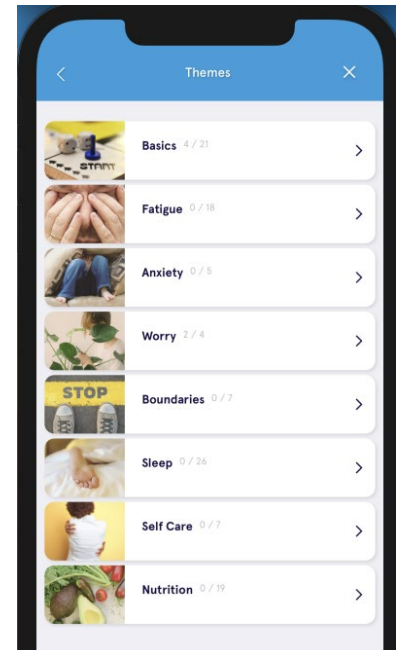 Themes
Basics 4 / 21
START
Fatigue 0 / 18
Anxiety 0 / 5
Worry 2 / 4
STOP
Boundaries 0 / 7
Sleep 0 / 26
Self Care 0 / 7
Nutrition 0 / 19